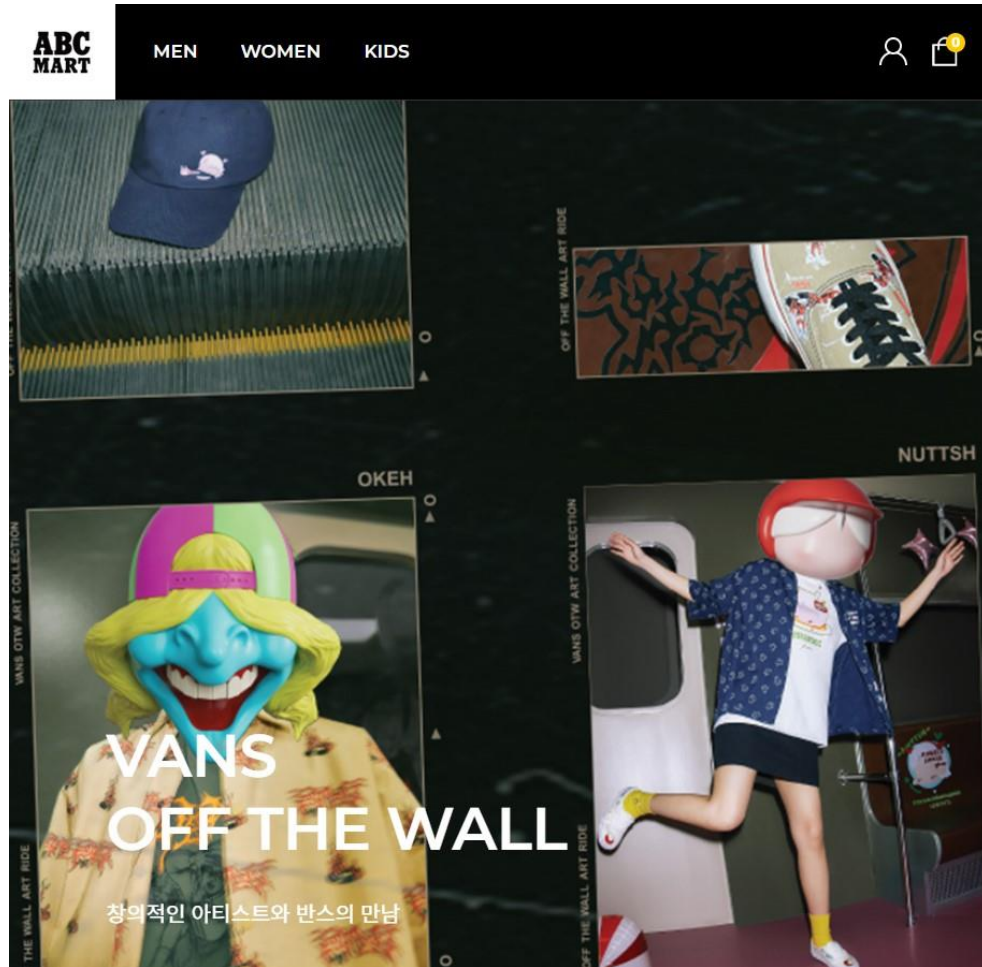 ABC
MART
MEN
WOMEN
KIDS
0
OFF THE WALL ART RIDE
OKEH
NUTTSH
VANS OTW ART COLLECTION
VANS OTW ART COLLECTION
VANS
OFF THE WALL
창의적인 아티스트와 반스의 만남
THE WALL ART RIDE
OFF THE WALL ART RIDE